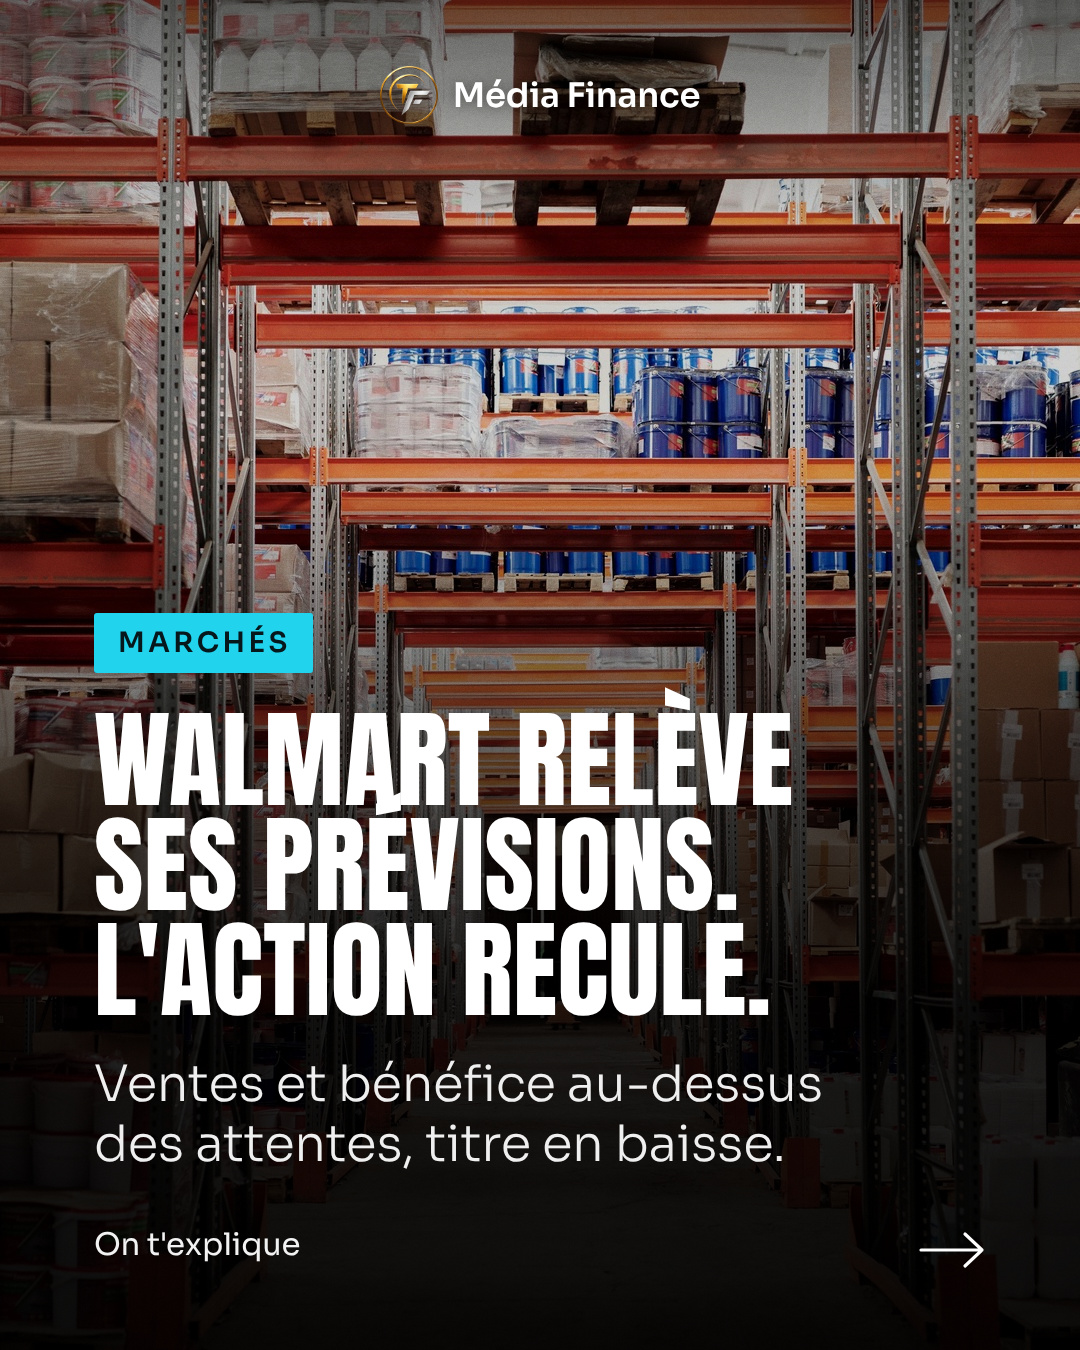 TF Média Finance
MARCHÉS
WALMART RELÈVE
SES PRÉVISIONS.
L'ACTION RECULE.
Ventes et bénéfice au-dessus
des attentes, titre en baisse.
On t'explique